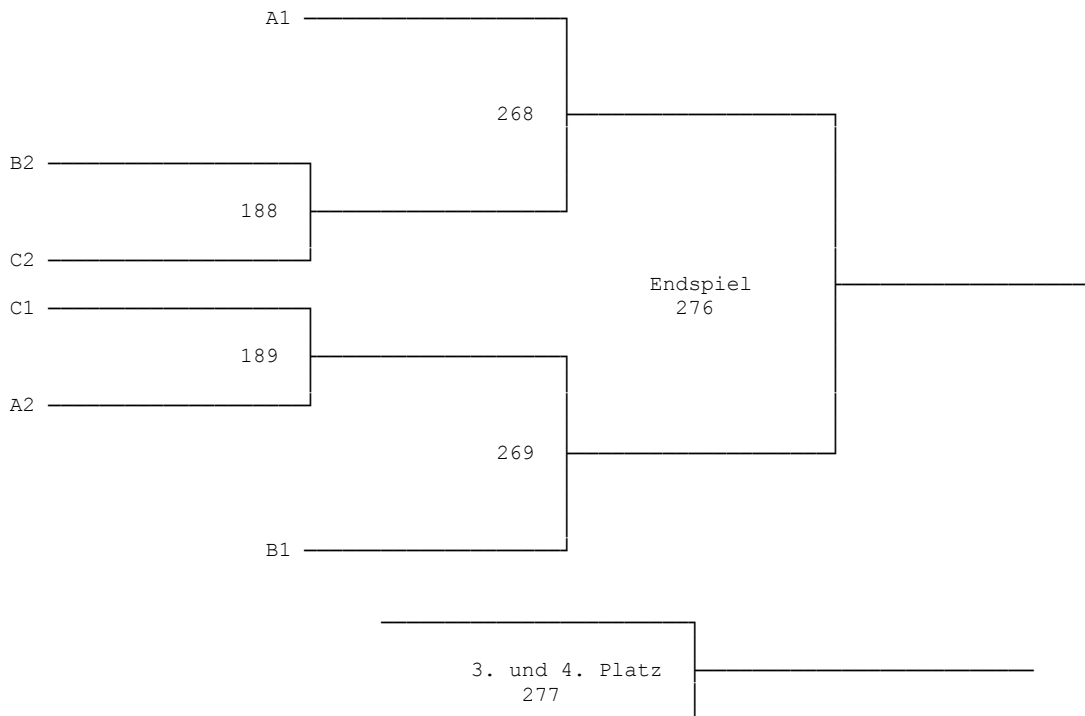 A1
268
B2
188
C2
Endspiel
276
C1
189
A2
269
B1
3. und 4. Platz
277